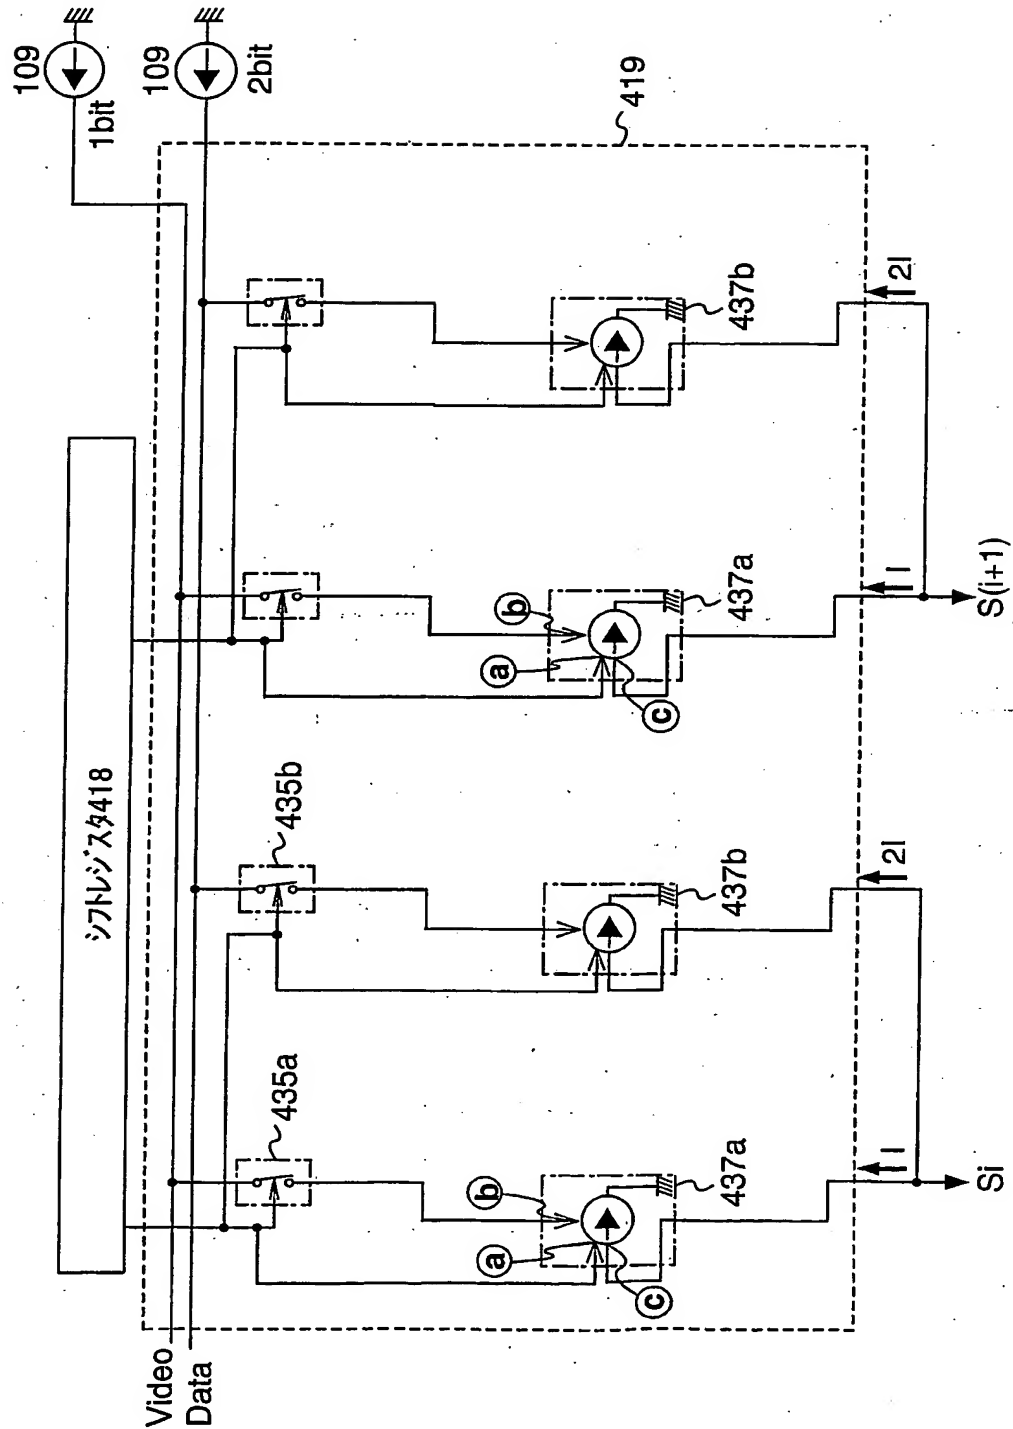 109
1bit
109
2bit
シフトレジスタ418
419
Video
Data
435a
435b
437a
437b
437a
437b
a
b
c
a
b
c
I
2I
I
2I
Si
S(i+1)